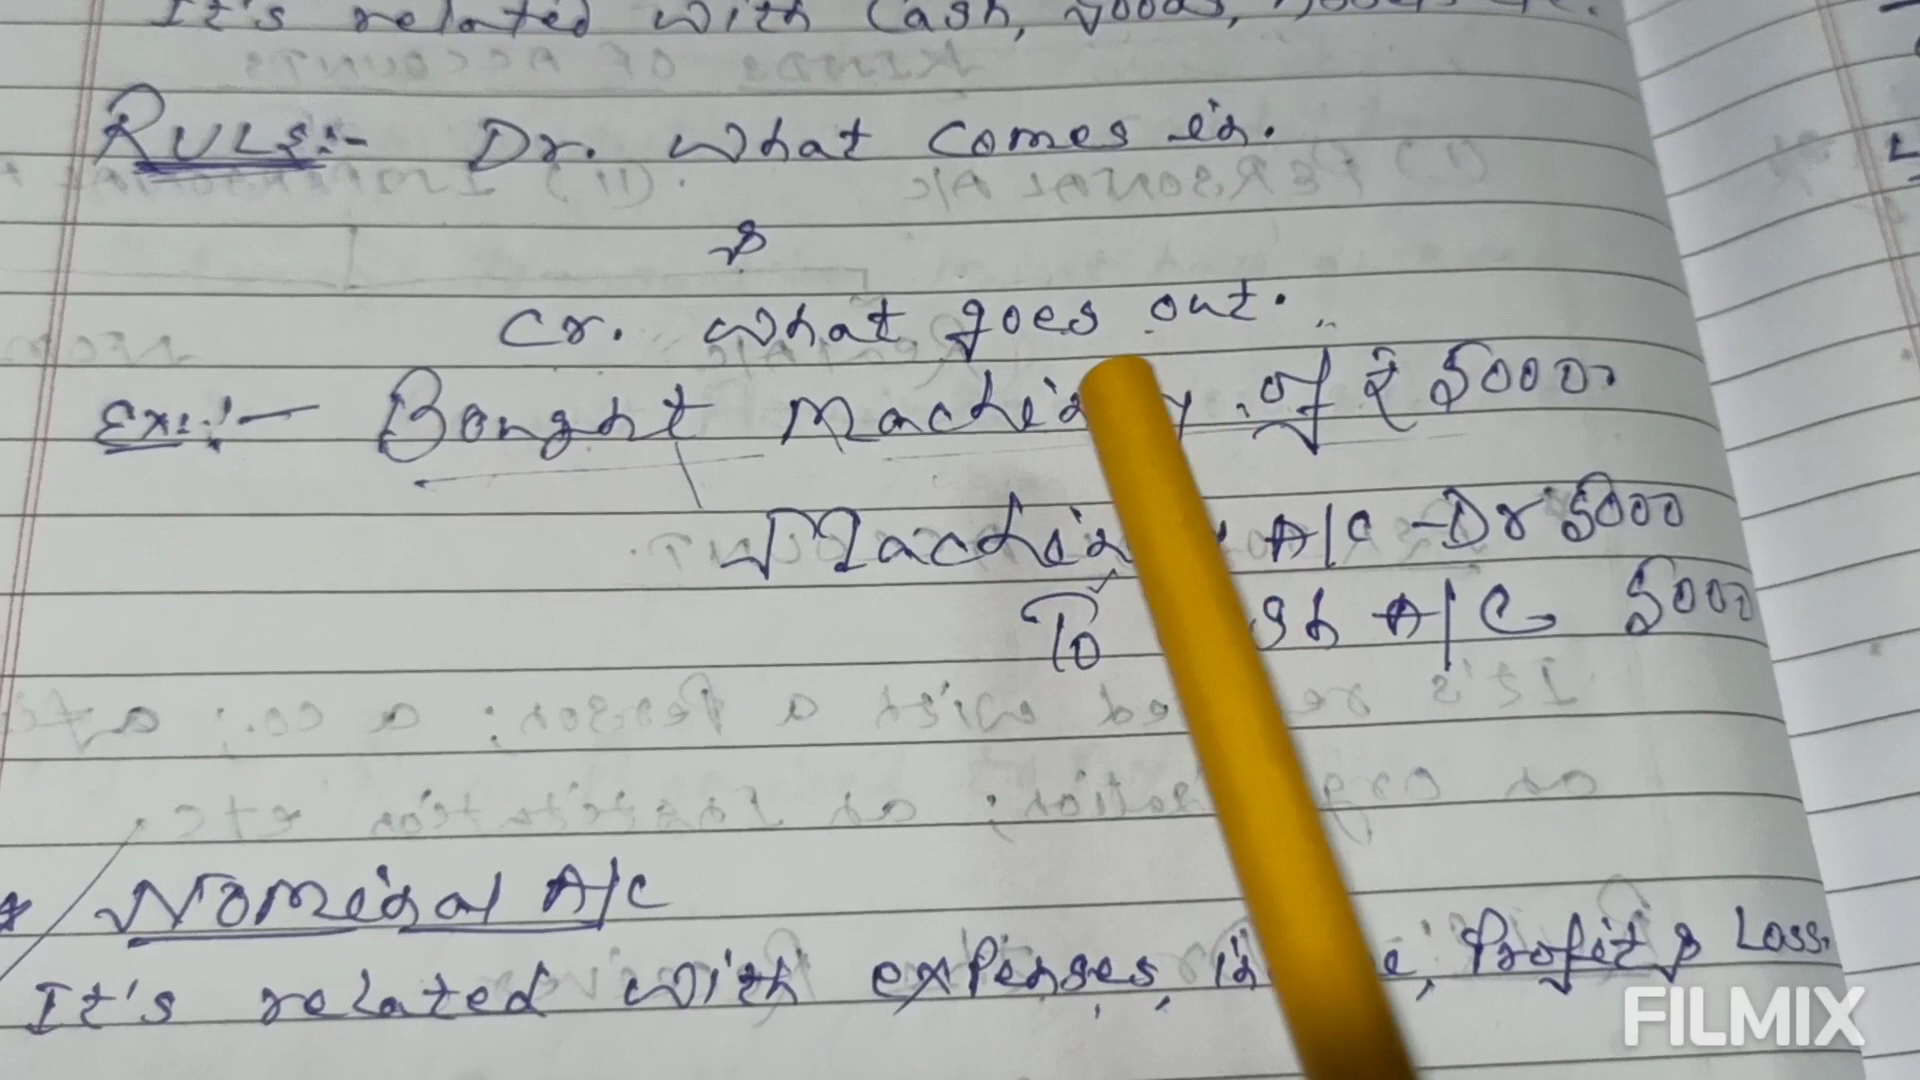 It's related with Cash, goods,
RULE:- Dr. What comes in.
&
Cr. What goes out.
Ex:- Bought Machinery of ₹ 5000
Machinery A/C - Dr 5000
To Cash A/C 5000
Nominal A/C
It's related with expenses, income, Profit & Loss.
FILMIX